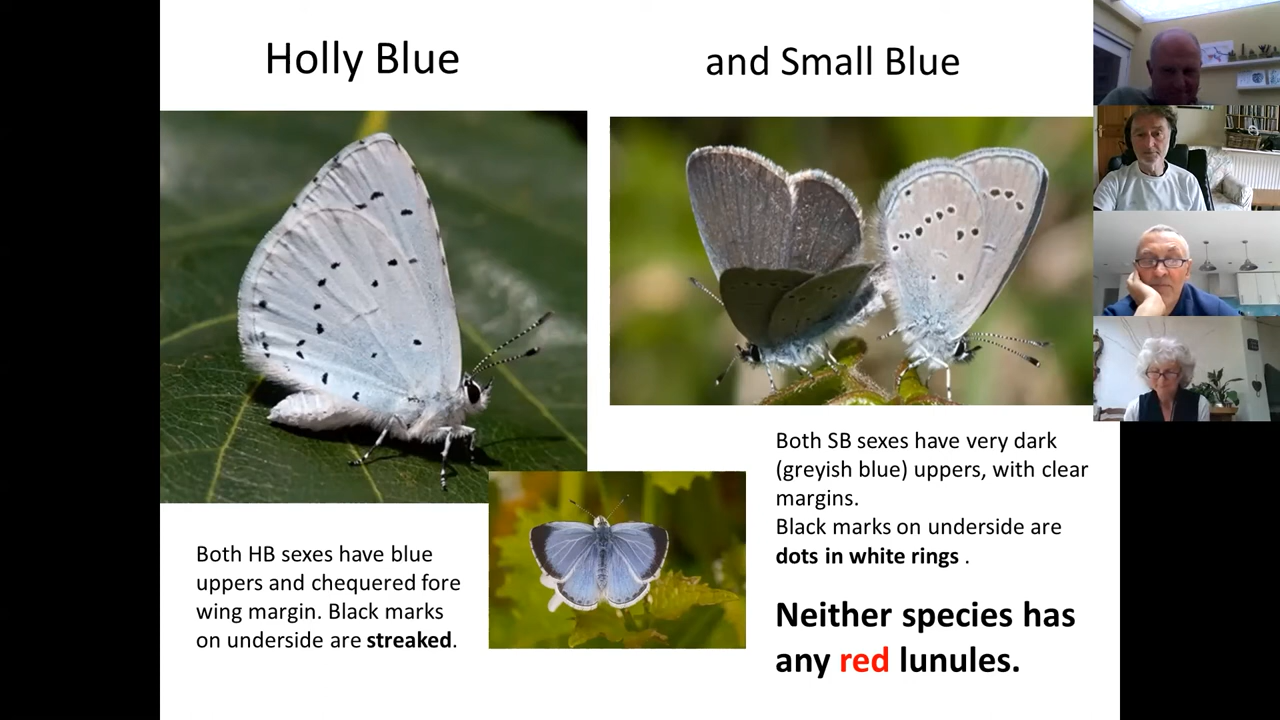 Holly Blue
and Small Blue
Both SB sexes have very dark
(greyish blue) uppers, with clear
margins.
Black marks on underside are
dots in white rings .
Both HB sexes have blue
uppers and chequered fore
wing margin. Black marks
on underside are streaked.
Neither species has
any red lunules.